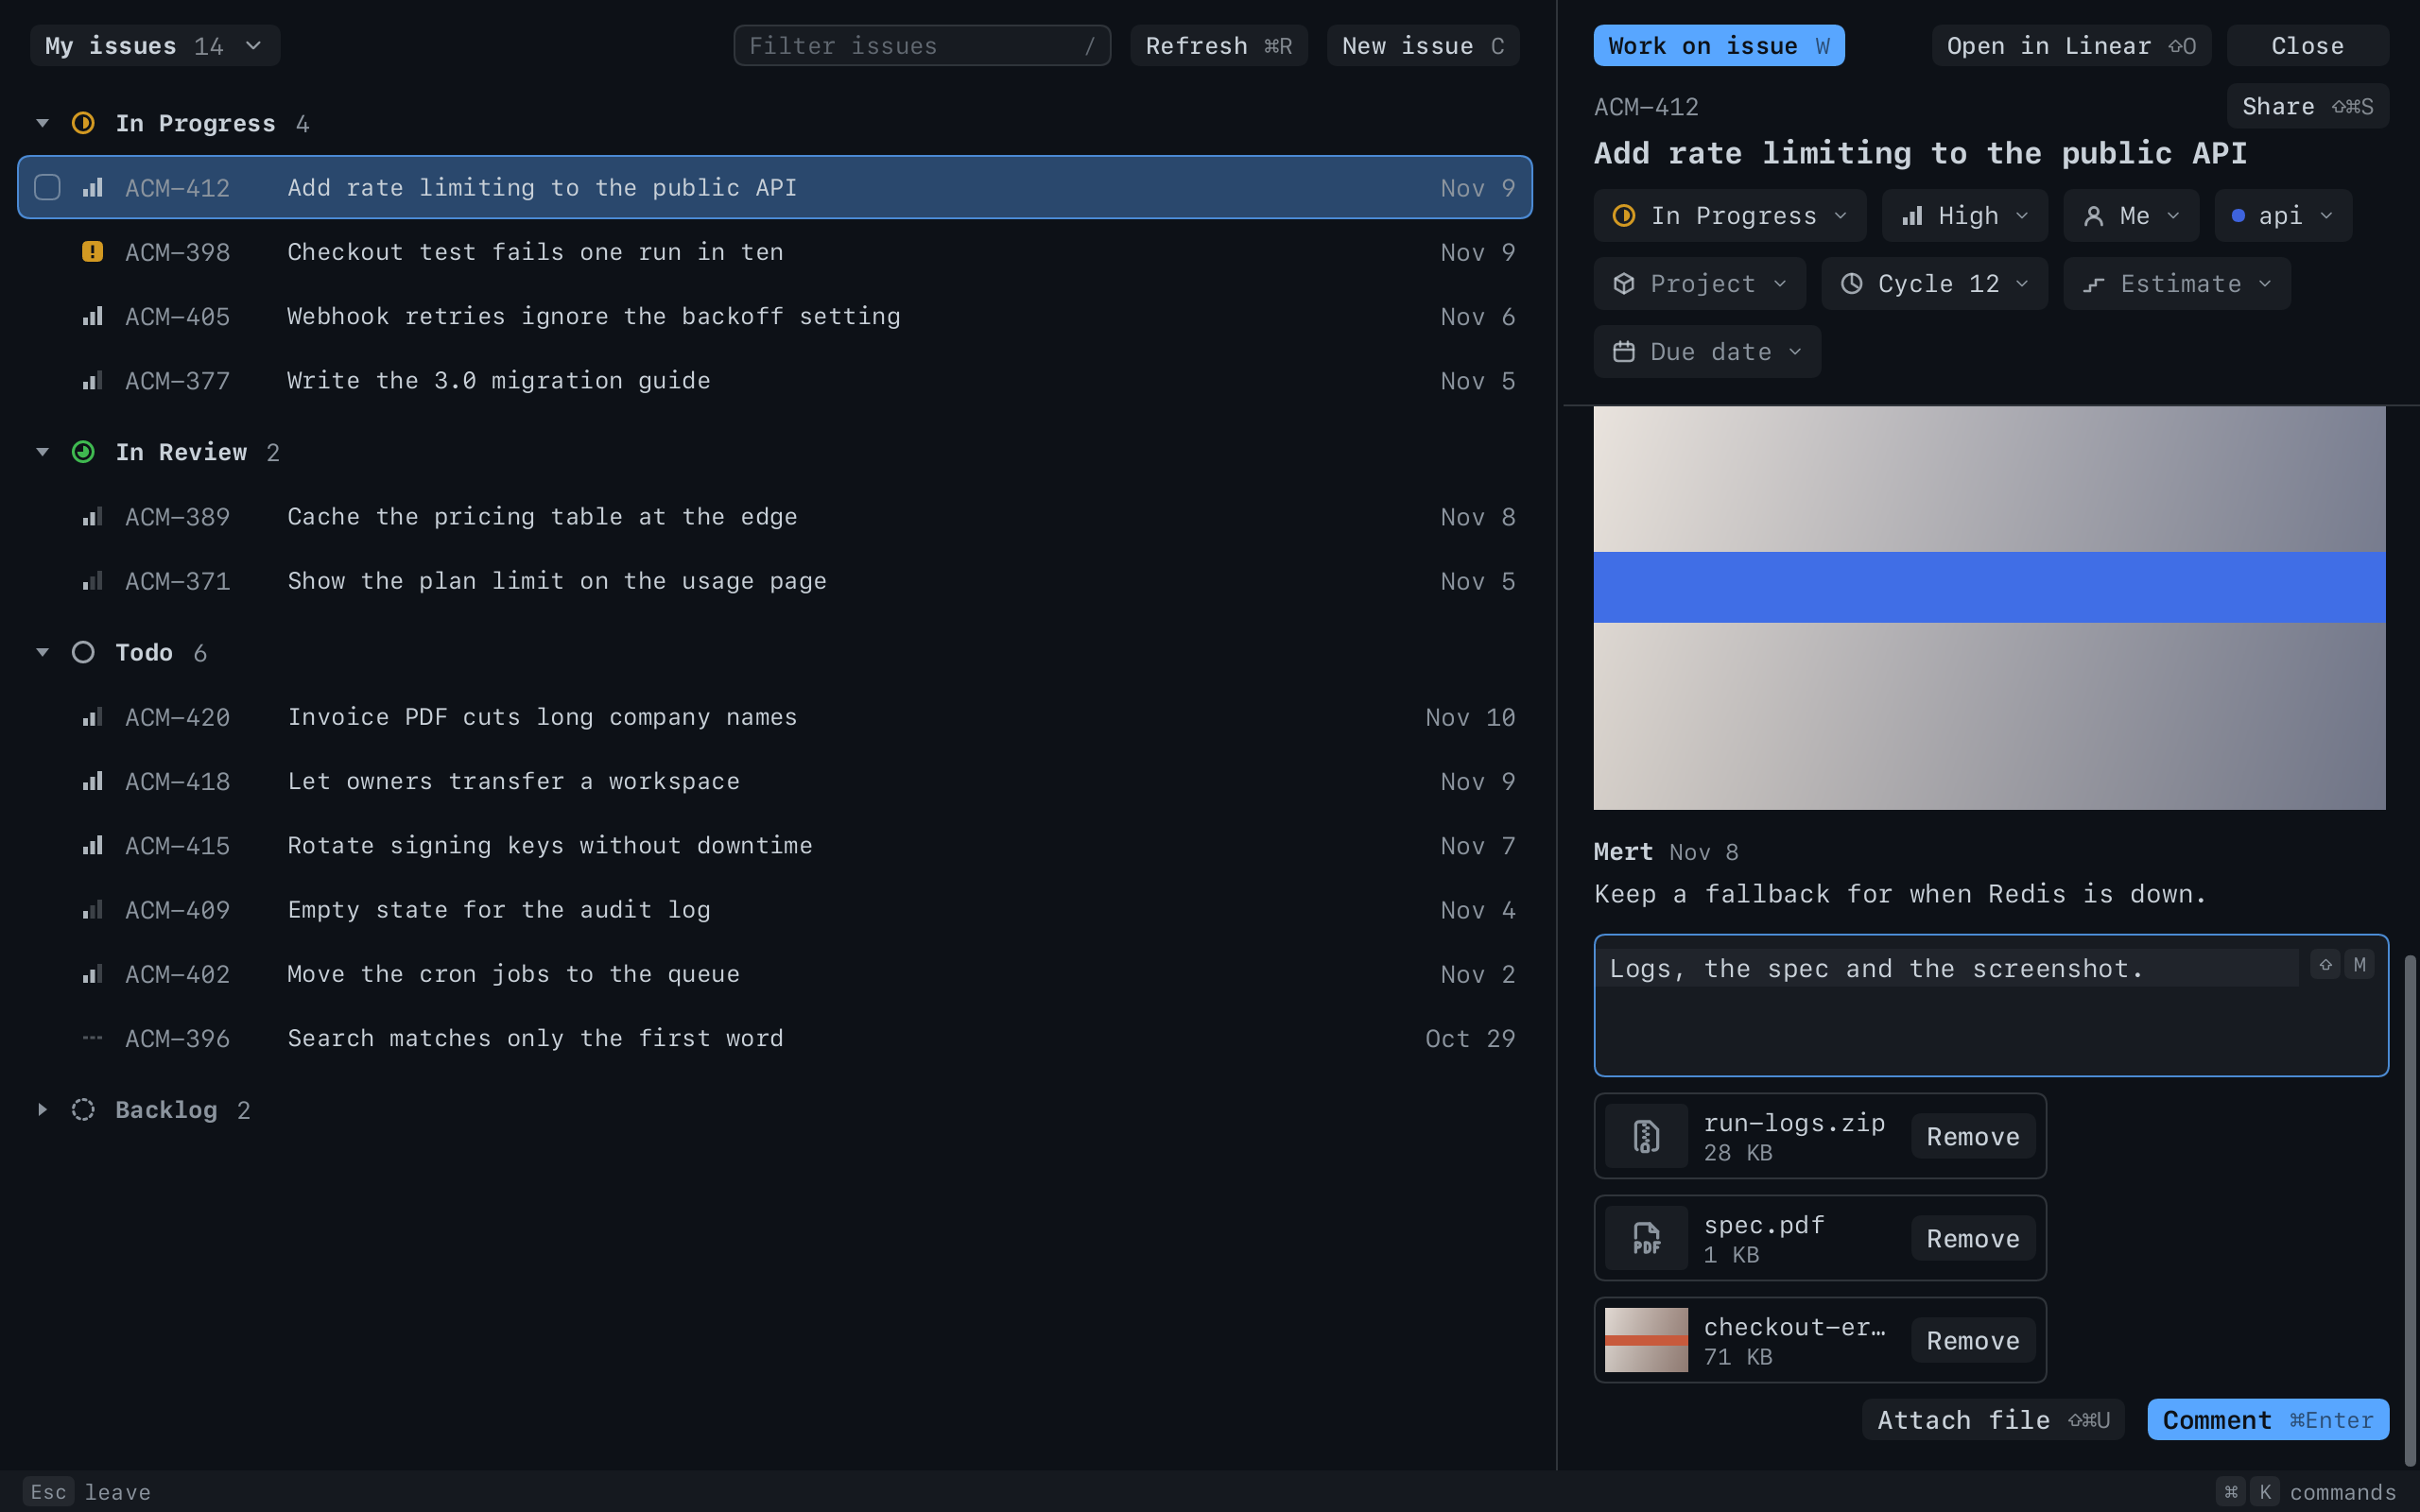 My issues 14
Filter issues /
Refresh ⌘R
New issue C
In Progress 4
ACM-412 Add rate limiting to the public API Nov 9
ACM-398 Checkout test fails one run in ten Nov 9
ACM-405 Webhook retries ignore the backoff setting Nov 6
ACM-377 Write the 3.0 migration guide Nov 5
In Review 2
ACM-389 Cache the pricing table at the edge Nov 8
ACM-371 Show the plan limit on the usage page Nov 5
Todo 6
ACM-420 Invoice PDF cuts long company names Nov 10
ACM-418 Let owners transfer a workspace Nov 9
ACM-415 Rotate signing keys without downtime Nov 7
ACM-409 Empty state for the audit log Nov 4
ACM-402 Move the cron jobs to the queue Nov 2
ACM-396 Search matches only the first word Oct 29
Backlog 2
Work on issue W
Open in Linear ⇧O
Close
ACM-412
Share ⇧⌘S
Add rate limiting to the public API
In Progress High Me api
Project Cycle 12 Estimate
Due date
Mert Nov 8
Keep a fallback for when Redis is down.
Logs, the spec and the screenshot. ⇧ M
run-logs.zip
28 KB
Remove
PDF
spec.pdf
1 KB
Remove
checkout-er…
71 KB
Remove
Attach file ⇧⌘U
Comment ⌘Enter
Esc leave
⌘ K commands